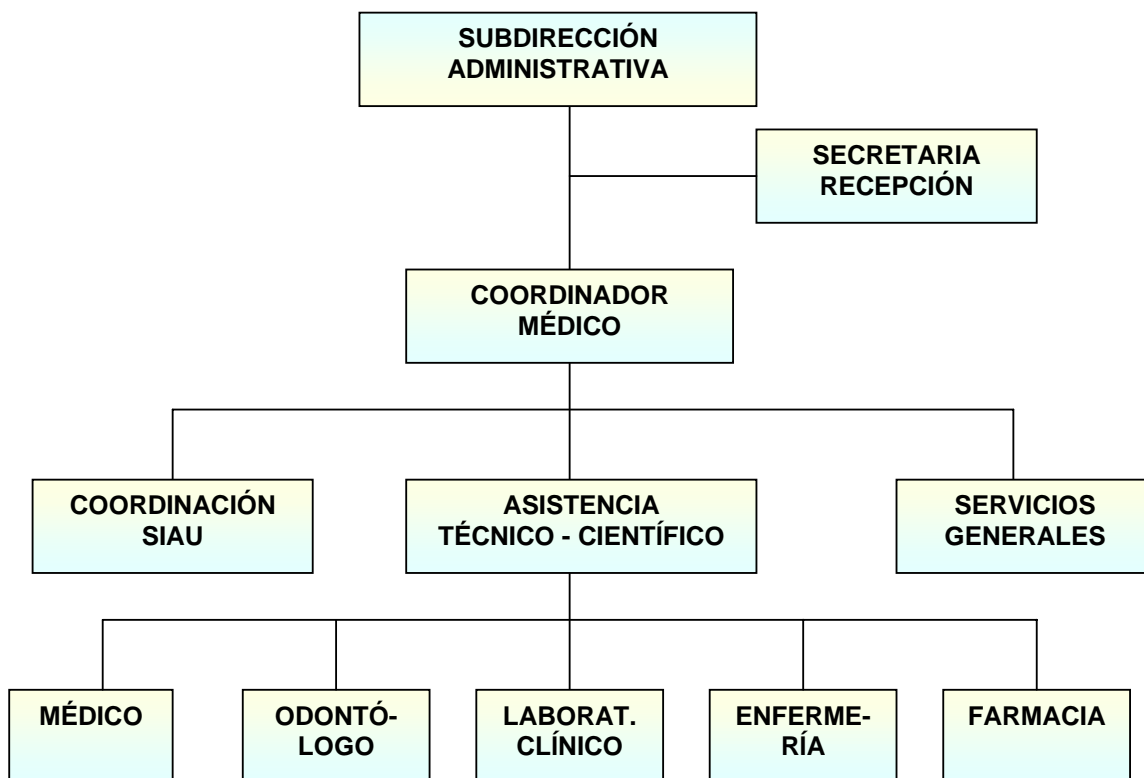 SUBDIRECCIÓN
ADMINISTRATIVA
SECRETARIA
RECEPCIÓN
COORDINADOR
MÉDICO
COORDINACIÓN
SIAU
ASISTENCIA
TÉCNICO - CIENTÍFICO
SERVICIOS
GENERALES
MÉDICO
ODONTÓ-
LOGO
LABORAT.
CLÍNICO
ENFERME-
RÍA
FARMACIA